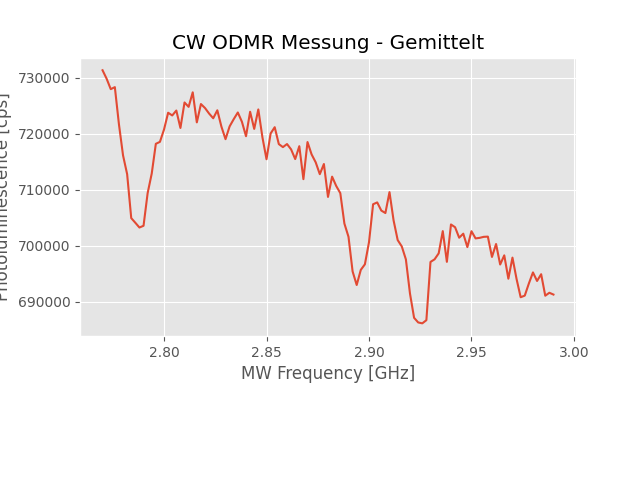 CW ODMR Messung - Gemittelt
Photoluminescence [cps]
730000
720000
710000
700000
690000
2.80 2.85 2.90 2.95 3.00
MW Frequency [GHz]